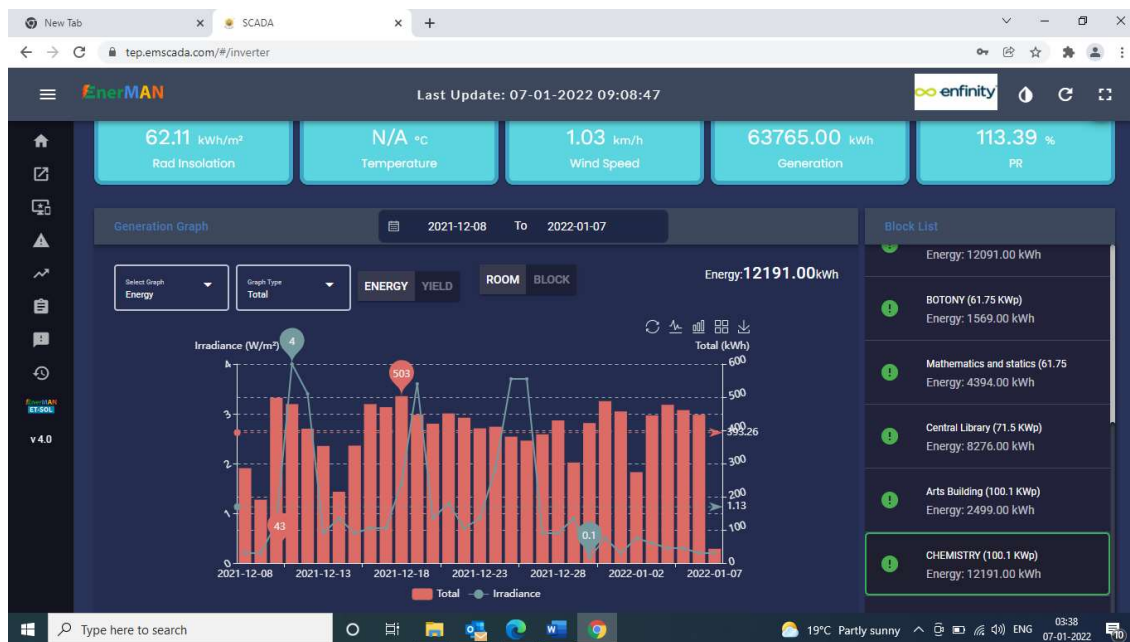 New Tab
SCADA
tep.emscada.com/#/inverter
EnerMAN
Last Update: 07-01-2022 09:08:47
enfinity
62.11 kWh/m²
Rad Insolation
N/A °C
Temperature
1.03 km/h
Wind Speed
63765.00 kWh
Generation
113.39 %
PR
Generation Graph
2021-12-08 To 2022-01-07
Block List
Select Graph
Energy
Graph Type
Total
ENERGY YIELD
ROOM BLOCK
Energy:12191.00kWh
Irradiance (W/m²)
Total (kWh)
4
3
2
1
0
600
500
400
393.26
300
200
1.13
100
0
4
503
43
0.1
2021-12-08
2021-12-13
2021-12-18
2021-12-23
2021-12-28
2022-01-02
2022-01-07
Total
Irradiance
Energy: 12091.00 kWh
BOTONY (61.75 KWp)
Energy: 1569.00 kWh
Mathematics and statics (61.75
Energy: 4394.00 kWh
Central Library (71.5 KWp)
Energy: 8276.00 kWh
Arts Building (100.1 KWp)
Energy: 2499.00 kWh
CHEMISTRY (100.1 KWp)
Energy: 12191.00 kWh
EnerMAN
ET-SOL
v 4.0
Type here to search
19°C Partly sunny
ENG
03:38
07-01-2022
10